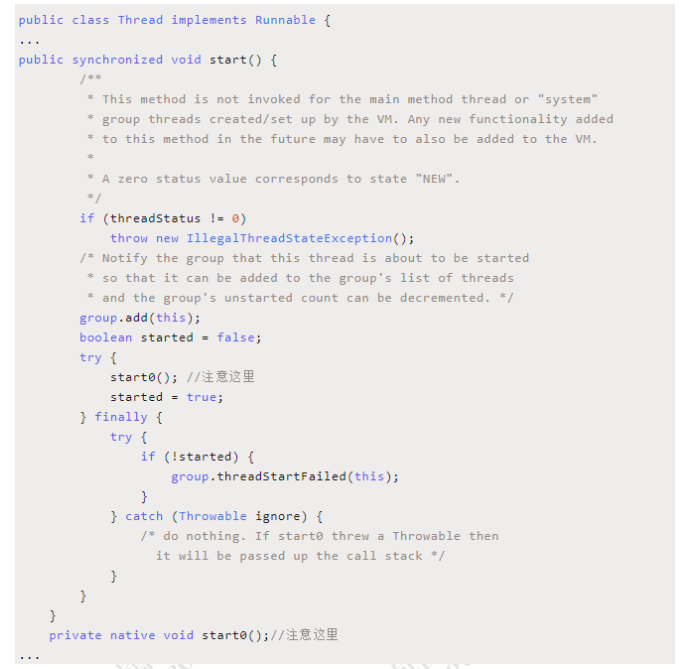 public class Thread implements Runnable {
...
public synchronized void start() {
/**
* This method is not invoked for the main method thread or "system"
* group threads created/set up by the VM. Any new functionality added
* to this method in the future may have to also be added to the VM.
*
* A zero status value corresponds to state "NEW".
*/
if (threadStatus != 0)
throw new IllegalThreadStateException();
/* Notify the group that this thread is about to be started
* so that it can be added to the group's list of threads
* and the group's unstarted count can be decremented. */
group.add(this);
boolean started = false;
try {
start0(); //注意这里
started = true;
} finally {
try {
if (!started) {
group.threadStartFailed(this);
}
} catch (Throwable ignore) {
/* do nothing. If start0 threw a Throwable then
it will be passed up the call stack */
}
}
}
private native void start0();//注意这里
...